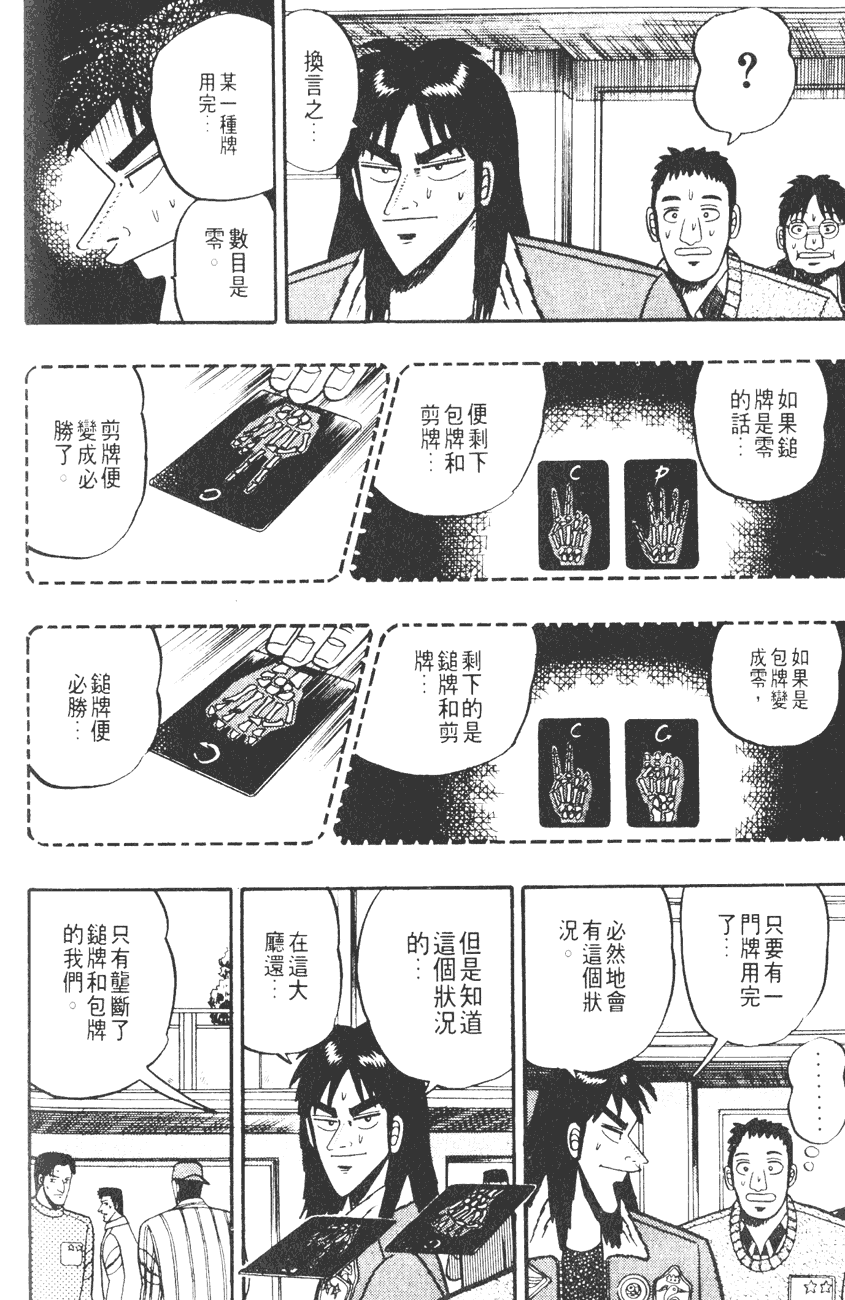 ？
換言之…
某一種牌
用完…
數目是
零。
如果鎚
牌是零
的話…
C
P
便剩下
包牌和
剪牌…
剪牌便
變成必
勝了。
C
如果是
包牌變
成零，
C
G
剩下的是
鎚牌和剪
牌…
鎚牌便
必勝…
G
只要有一
門牌用完
了…
……
必然地會
有這個狀
況。
但是知道
這個狀況
的…
在這大
廳還…
只有壟斷了
鎚牌和包牌
的我們。